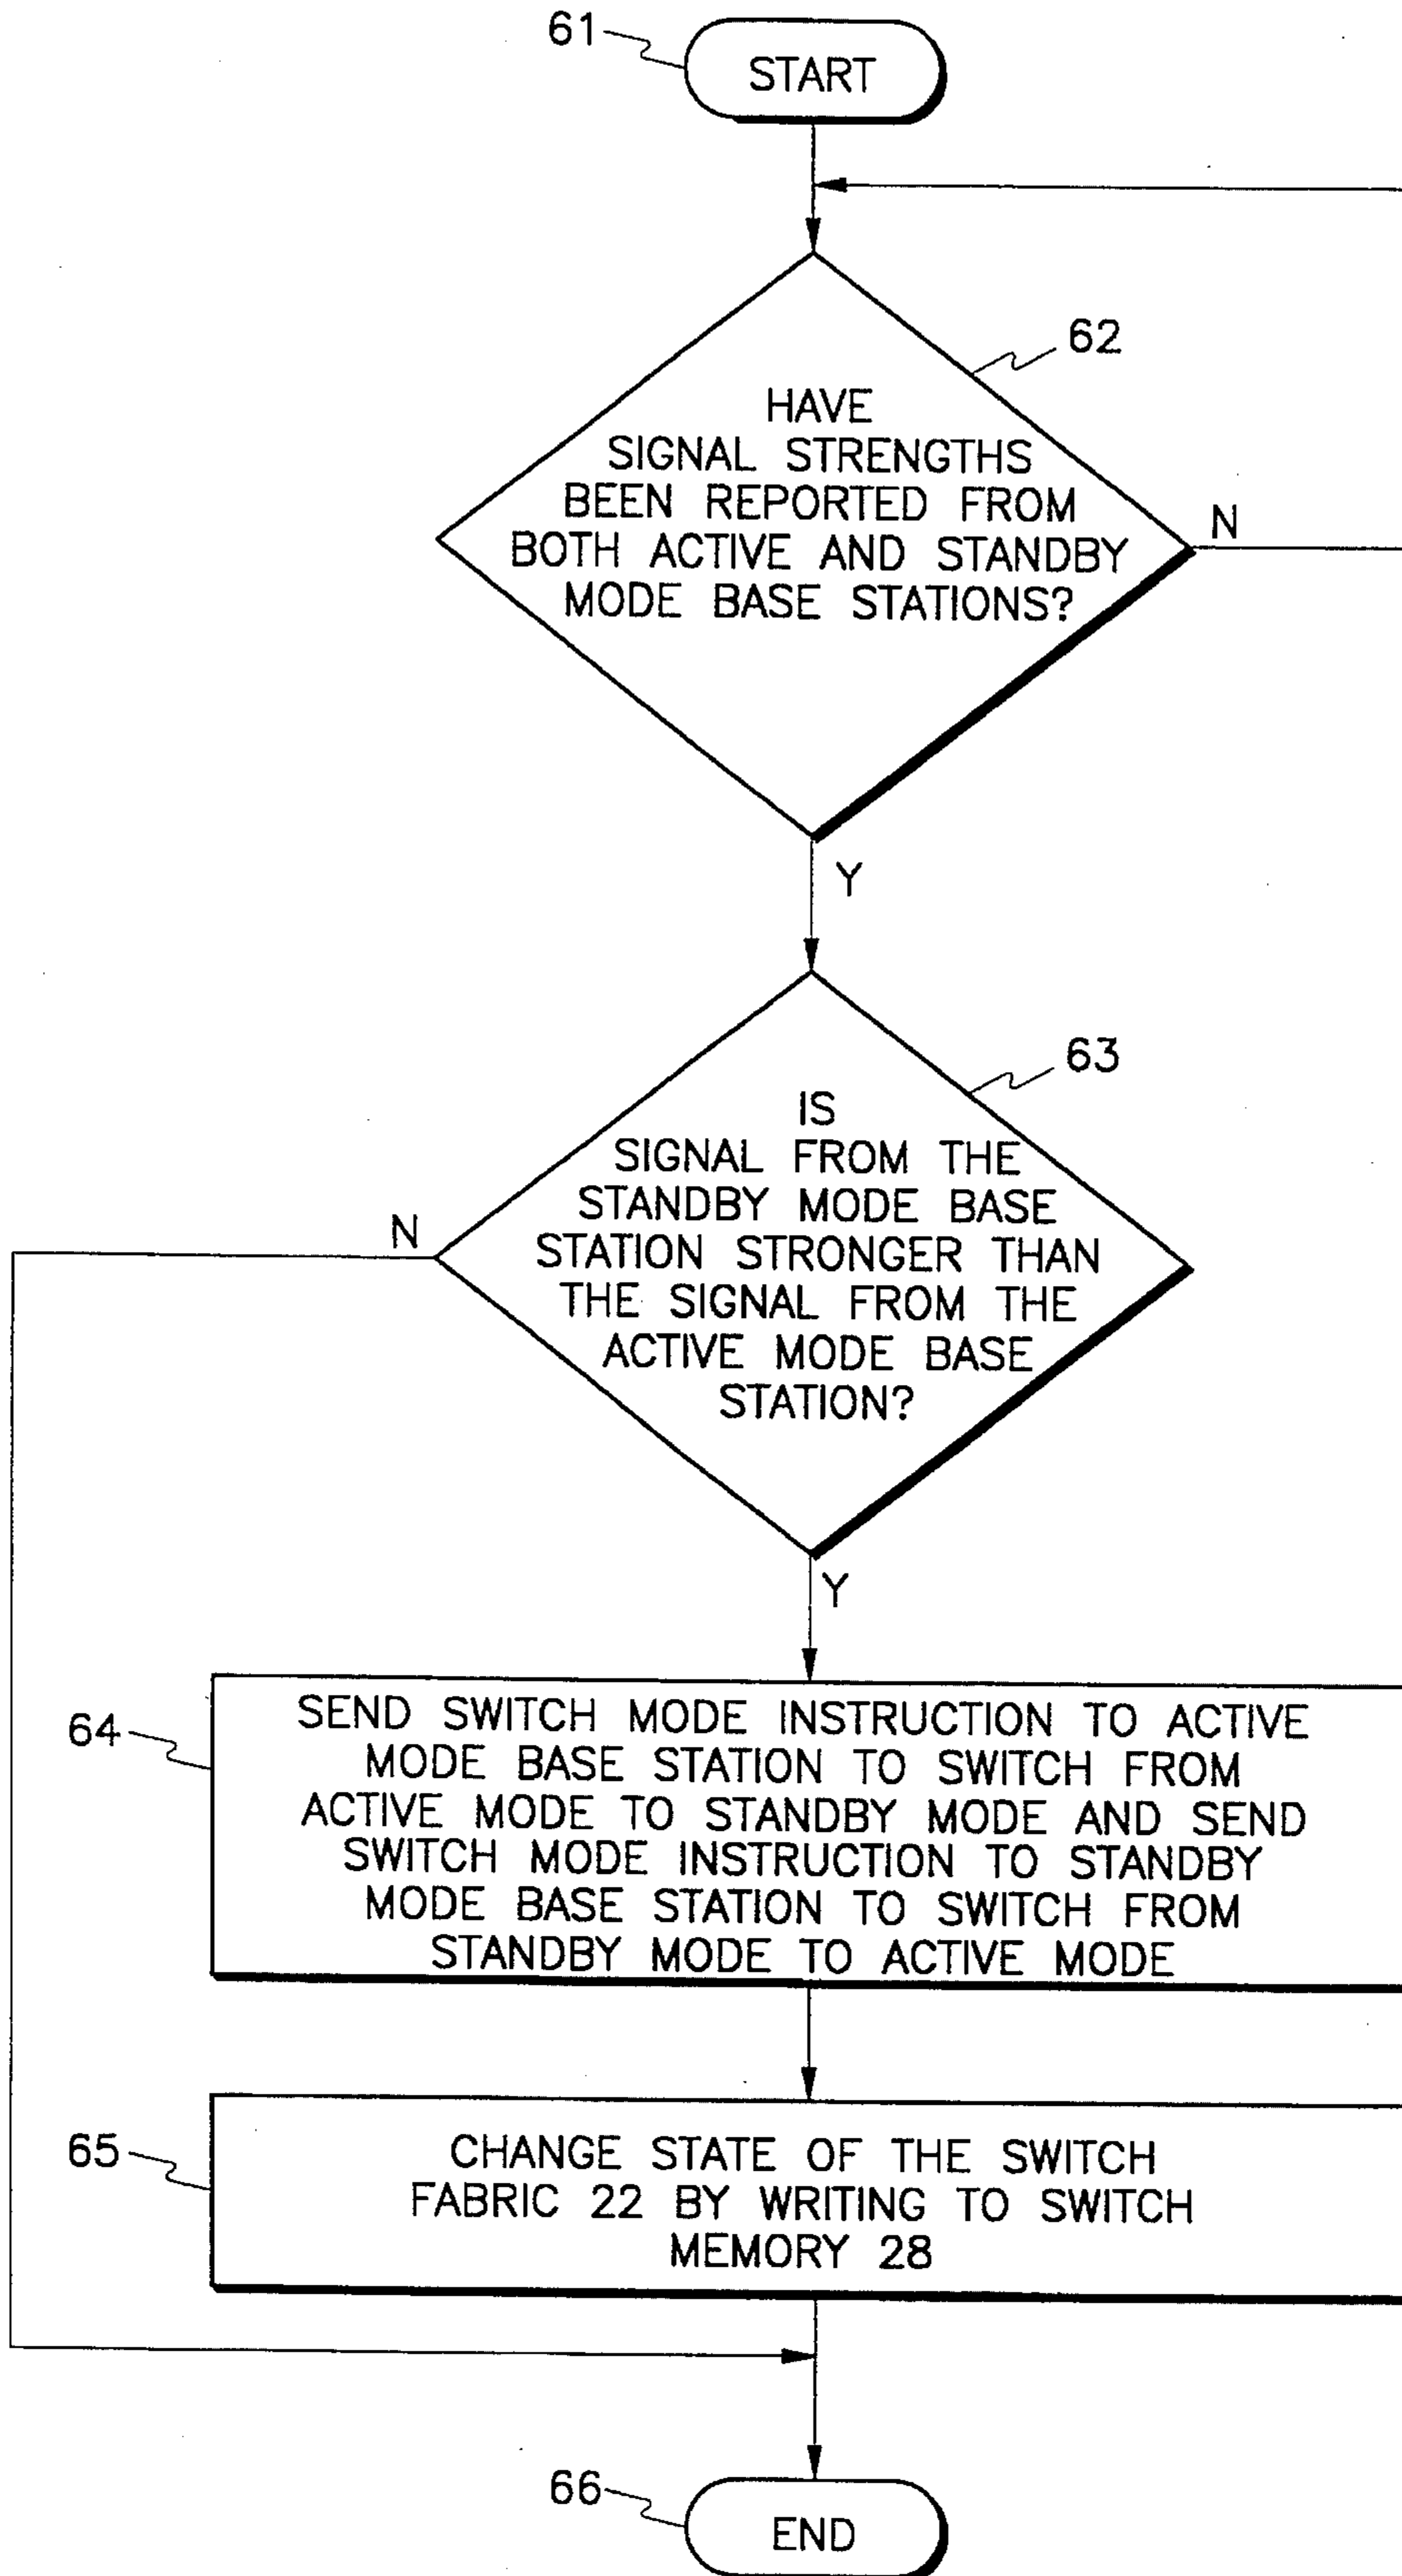 61
START
62
HAVE
SIGNAL STRENGTHS
BEEN REPORTED FROM
BOTH ACTIVE AND STANDBY
MODE BASE STATIONS?
N
Y
63
IS
SIGNAL FROM THE
STANDBY MODE BASE
STATION STRONGER THAN
THE SIGNAL FROM THE
ACTIVE MODE BASE
STATION?
N
Y
64
SEND SWITCH MODE INSTRUCTION TO ACTIVE
MODE BASE STATION TO SWITCH FROM
ACTIVE MODE TO STANDBY MODE AND SEND
SWITCH MODE INSTRUCTION TO STANDBY
MODE BASE STATION TO SWITCH FROM
STANDBY MODE TO ACTIVE MODE
65
CHANGE STATE OF THE SWITCH
FABRIC 22 BY WRITING TO SWITCH
MEMORY 28
66
END